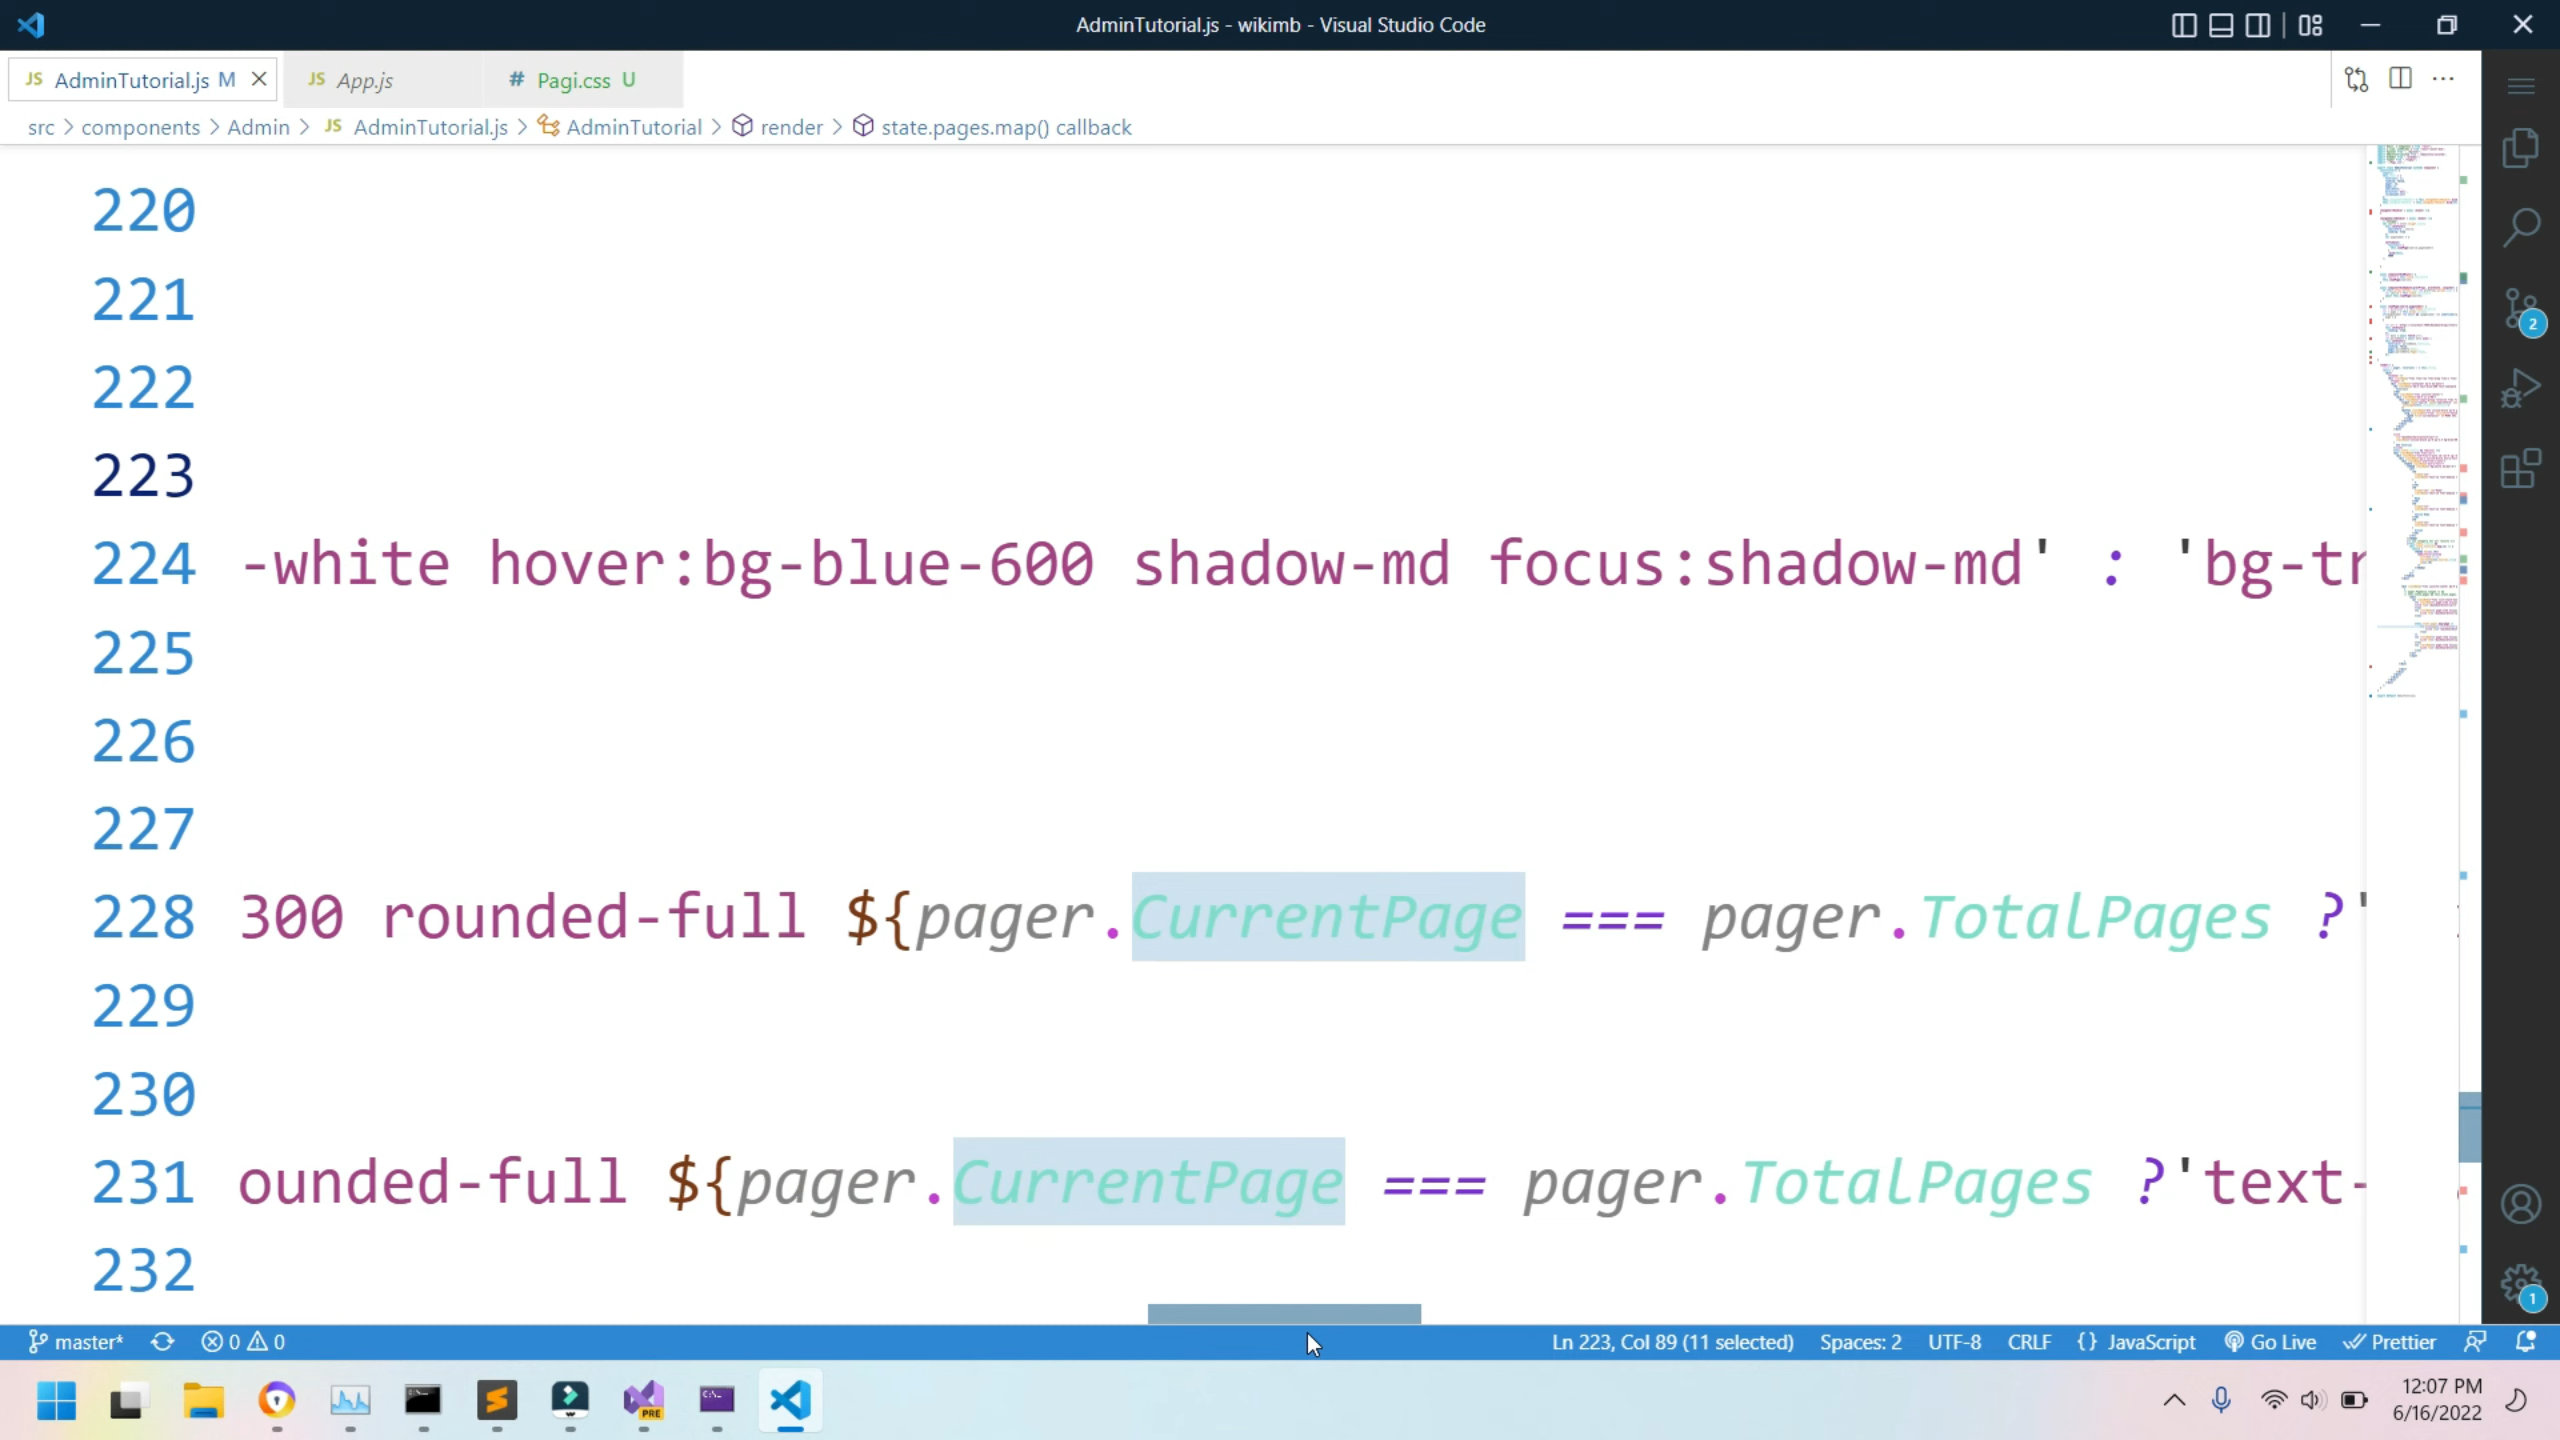 AdminTutorial.js - wikimb - Visual Studio Code
JS AdminTutorial.js M
JS App.js
# Pagi.css U
src > components > Admin > JS AdminTutorial.js > AdminTutorial > render > state.pages.map() callback
220
221
222
223
224 -white hover:bg-blue-600 shadow-md focus:shadow-md' : 'bg-tr
225
226
227
228 300 rounded-full ${pager.CurrentPage === pager.TotalPages ?'
229
230
231 ounded-full ${pager.CurrentPage === pager.TotalPages ?'text-
232
2
1
master* 0 0 Ln 223, Col 89 (11 selected) Spaces: 2 UTF-8 CRLF {} JavaScript Go Live Prettier
PRE
12:07 PM
6/16/2022